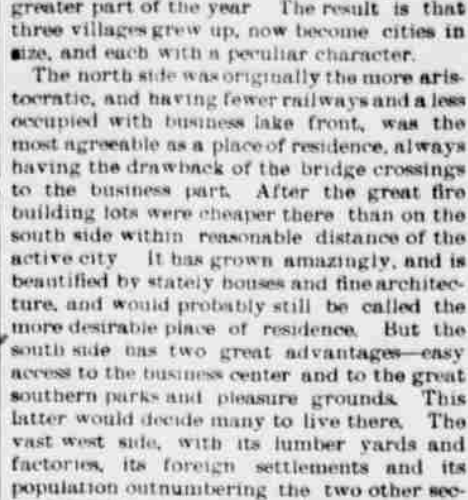 greater part of the year The result is that
three villages grew up, now become cities in
size, and each with a peculiar character.
The north side was originally the more aris-
tocratic, and having fewer railways and a less
occupied with business lake front, was the
most agreeable as a place of residence, always
having the drawback of the bridge crossings
to the business part. After the great fire
building lots were cheaper there than on the
south side within reasonable distance of the
active city It has grown amazingly, and is
beautified by stately houses and fine architec-
ture, and would probably still be called the
more desirable place of residence. But the
south side has two great advantages—easy
access to the business center and to the great
southern parks and pleasure grounds. This
latter would decide many to live there. The
vast west side, with its lumber yards and
factories, its foreign settlements and its
population outnumbering the two other sec-